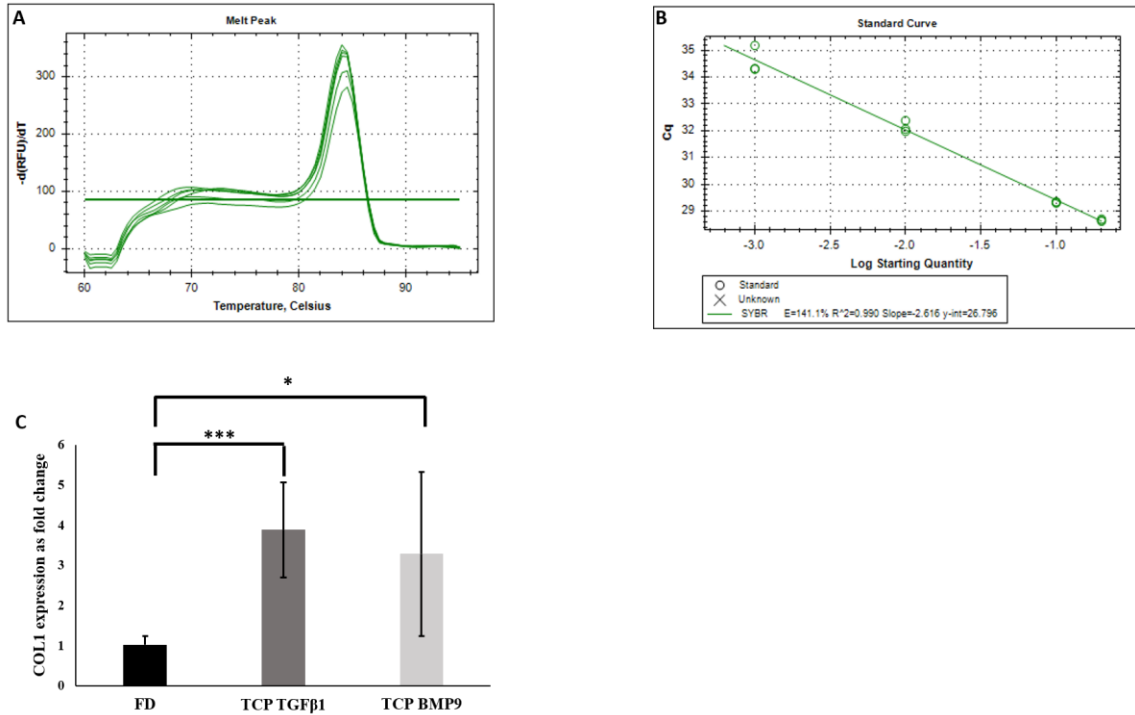 A
Melt Peak
300
200
100
0
-d(RFU)/dT
60
70
80
90
Temperature, Celsius
B
Standard Curve
35
34
33
32
31
30
29
Cq
-3.0
-2.5
-2.0
-1.5
-1.0
Log Starting Quantity
Standard
Unknown
SYBR E=141.1% R^2=0.990 Slope=-2.616 y-int=26.796
C
*
***
6
5
4
3
2
1
0
COL1 expression as fold change
FD
TCP TGFβ1
TCP BMP9